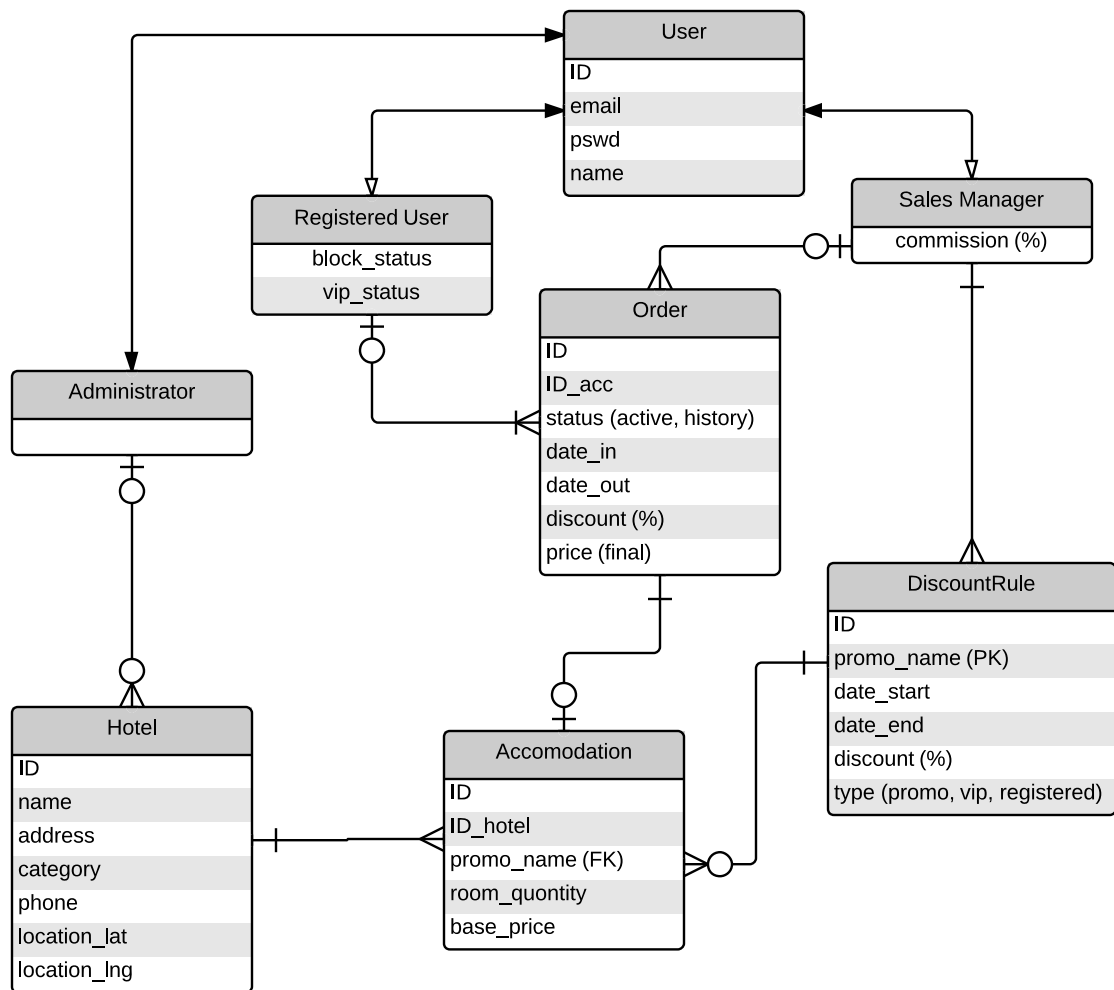 User
ID
email
pswd
name
Registered User
block_status
vip_status
Sales Manager
commission (%)
Order
ID
ID_acc
status (active, history)
date_in
date_out
discount (%)
price (final)
Administrator
DiscountRule
ID
promo_name (PK)
date_start
date_end
discount (%)
type (promo, vip, registered)
Hotel
ID
name
address
category
phone
location_lat
location_lng
Accomodation
ID
ID_hotel
promo_name (FK)
room_quontity
base_price